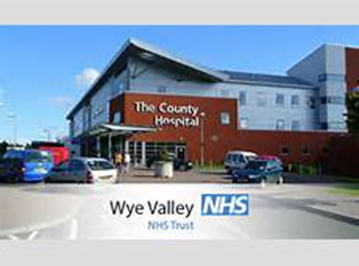 The County
Hospital
Wye Valley NHS
NHS Trust